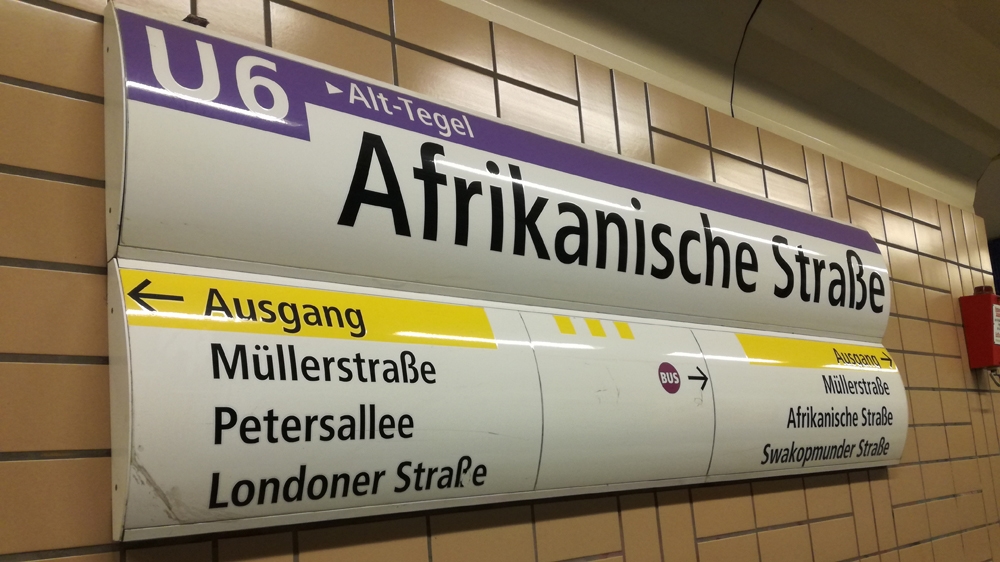 U6 ▸Alt-Tegel
Afrikanische Straße
← Ausgang
Müllerstraße
Petersallee
Londoner Straße
BUS →
Ausgang →
Müllerstraße
Afrikanische Straße
Swakopmunder Straße